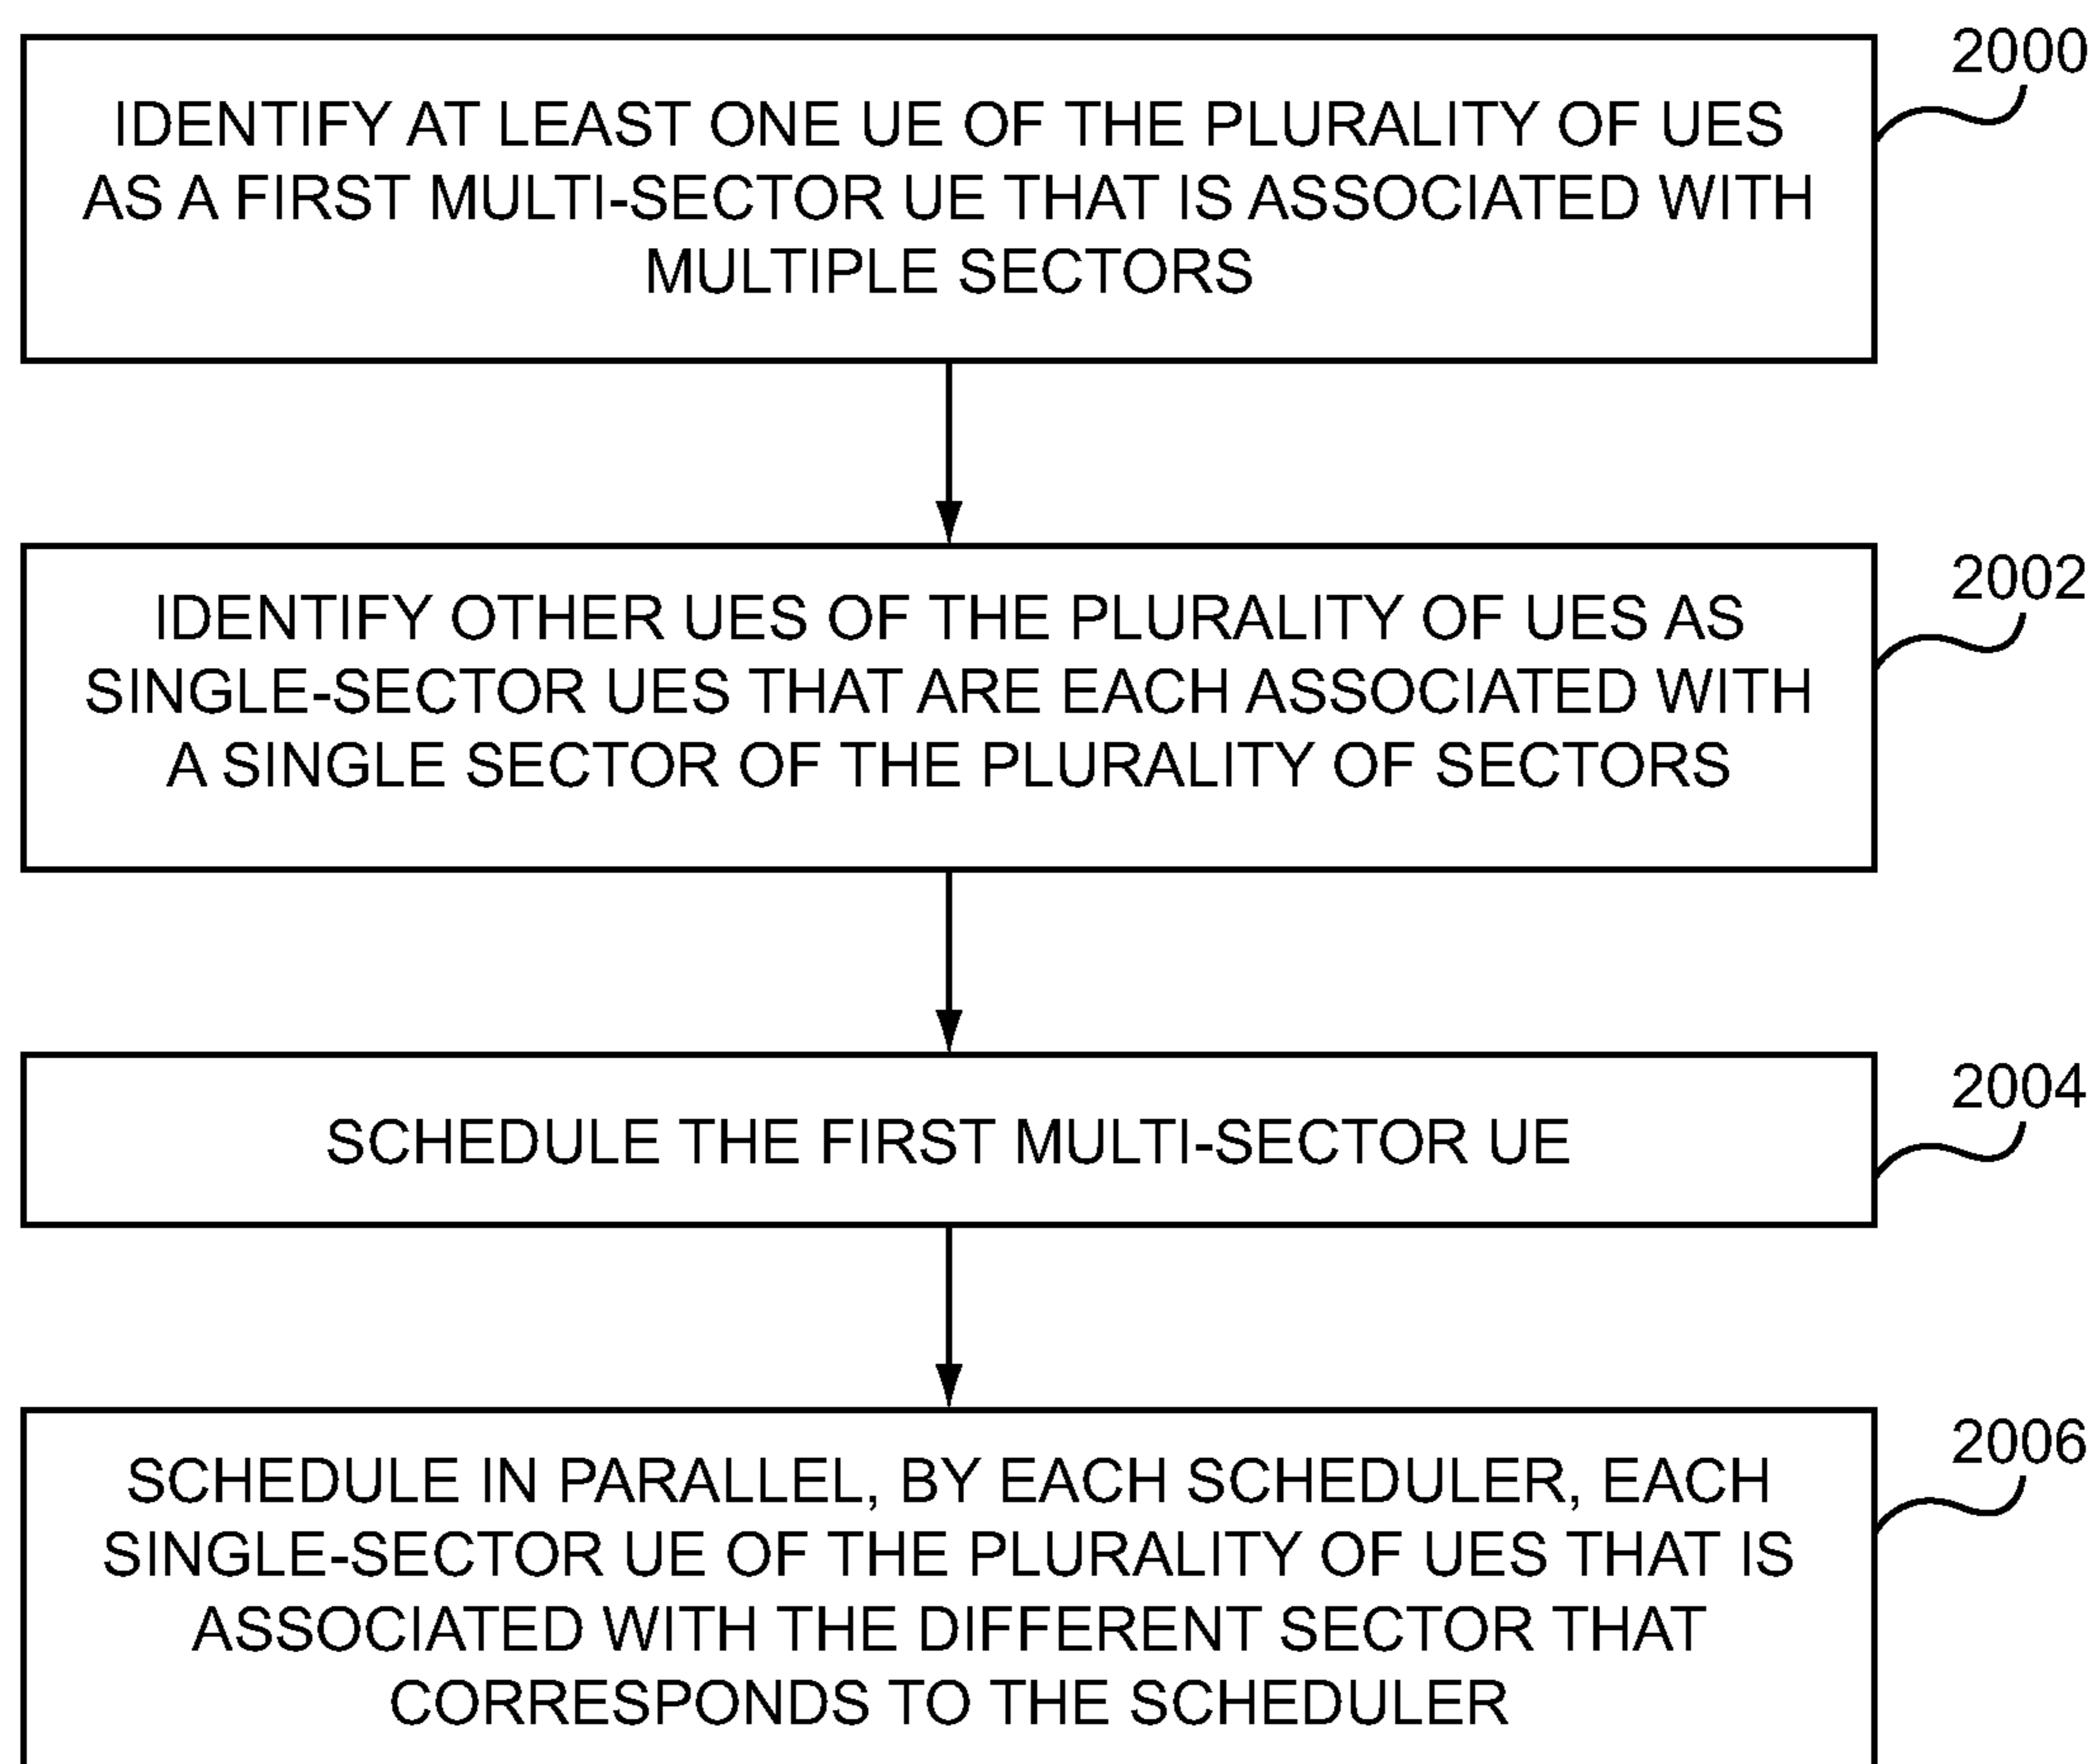 2000
IDENTIFY AT LEAST ONE UE OF THE PLURALITY OF UES
AS A FIRST MULTI-SECTOR UE THAT IS ASSOCIATED WITH
MULTIPLE SECTORS
2002
IDENTIFY OTHER UES OF THE PLURALITY OF UES AS
SINGLE-SECTOR UES THAT ARE EACH ASSOCIATED WITH
A SINGLE SECTOR OF THE PLURALITY OF SECTORS
2004
SCHEDULE THE FIRST MULTI-SECTOR UE
2006
SCHEDULE IN PARALLEL, BY EACH SCHEDULER, EACH
SINGLE-SECTOR UE OF THE PLURALITY OF UES THAT IS
ASSOCIATED WITH THE DIFFERENT SECTOR THAT
CORRESPONDS TO THE SCHEDULER